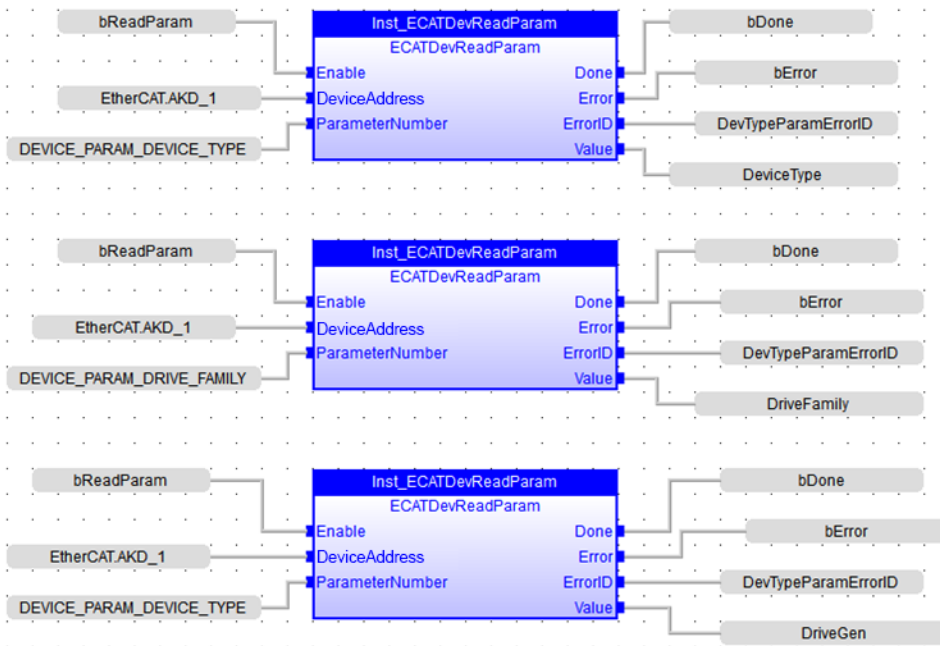 bReadParam
Inst_ECATDevReadParam
bDone
ECATDevReadParam
Enable
Done
bError
EtherCAT.AKD_1
DeviceAddress
Error
ParameterNumber
ErrorID
DevTypeParamErrorID
DEVICE_PARAM_DEVICE_TYPE
Value
DeviceType
bReadParam
Inst_ECATDevReadParam
bDone
ECATDevReadParam
Enable
Done
bError
EtherCAT.AKD_1
DeviceAddress
Error
ParameterNumber
ErrorID
DevTypeParamErrorID
DEVICE_PARAM_DRIVE_FAMILY
Value
DriveFamily
bReadParam
Inst_ECATDevReadParam
bDone
ECATDevReadParam
Enable
Done
bError
EtherCAT.AKD_1
DeviceAddress
Error
ParameterNumber
ErrorID
DevTypeParamErrorID
DEVICE_PARAM_DEVICE_TYPE
Value
DriveGen